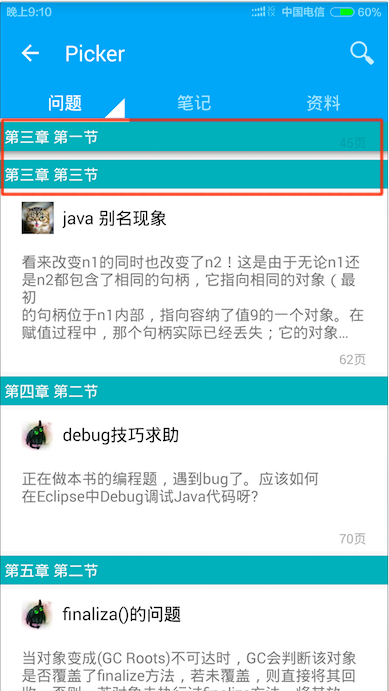 晚上9:10
中国电信 60%
Picker
问题 笔记 资料
第三章 第一节
45页
第三章 第三节
java 别名现象
看来改变n1的同时也改变了n2！这是由于无论n1还
是n2都包含了相同的句柄，它指向相同的对象（最
初
的句柄位于n1内部，指向容纳了值9的一个对象。在
赋值过程中，那个句柄实际已经丢失；它的对象...
62页
第四章 第二节
debug技巧求助
正在做本书的编程题，遇到bug了。应该如何
在Eclipse中Debug调试Java代码呀?
70页
第五章 第二节
finaliza()的问题
当对象变成(GC Roots)不可达时，GC会判断该对象
是否覆盖了finalize方法，若未覆盖，则直接将其回